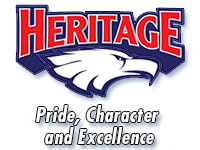 HERITAGE
Pride, Character
and Excellence